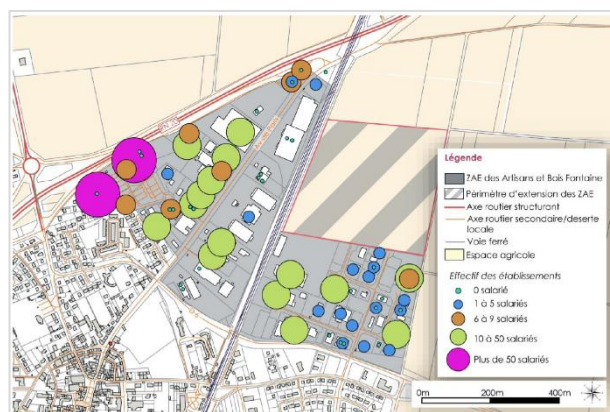 Légende
ZAE des Artisans et Bois Fontaine
Périmètre d'extension des ZAE
Axe routier structurant
Axe routier secondaire/deserte
locale
Voie ferré
Espace agricole
Effectif des établissements
0 salarié
1 à 5 salariés
6 à 9 salariés
10 à 50 salariés
Plus de 50 salariés
0m 200m 400m